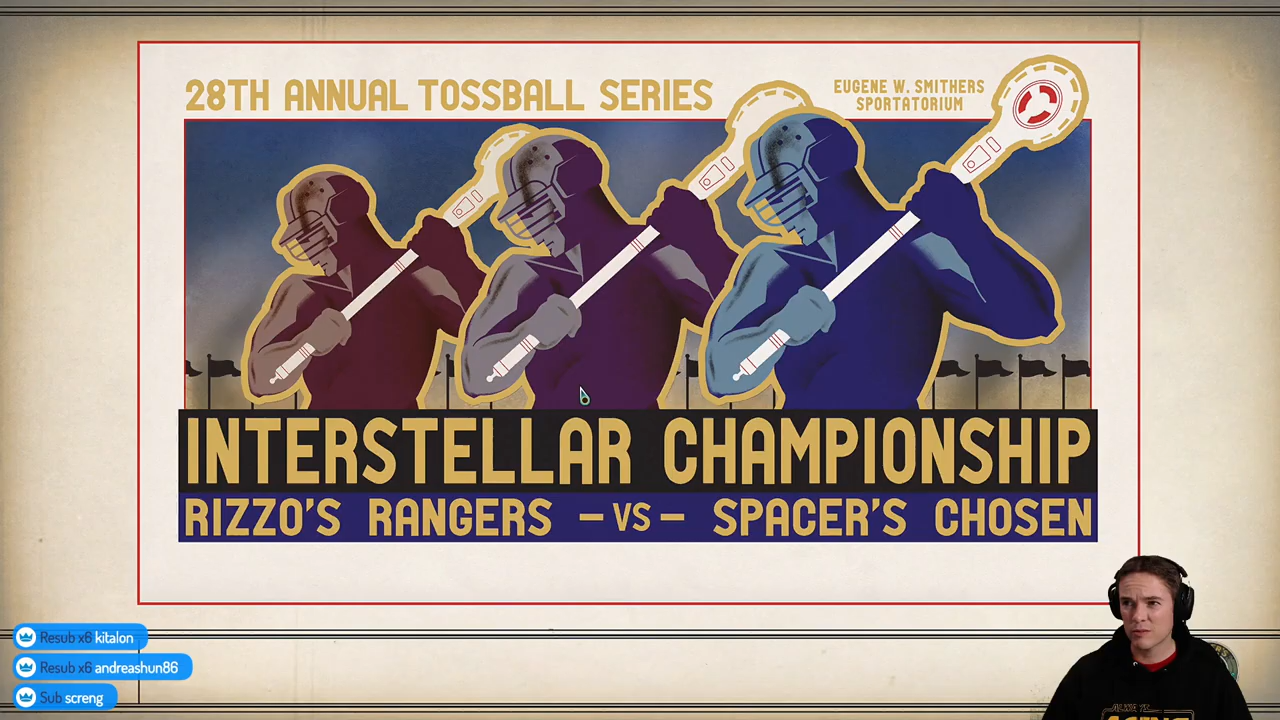 28TH ANNUAL TOSSBALL SERIES
EUGENE W. SMITHERS
SPORTATORIUM
INTERSTELLAR CHAMPIONSHIP
RIZZO'S RANGERS – VS – SPACER'S CHOSEN
Resub x6 kitalon
Resub x6 andreashun86
Sub screng